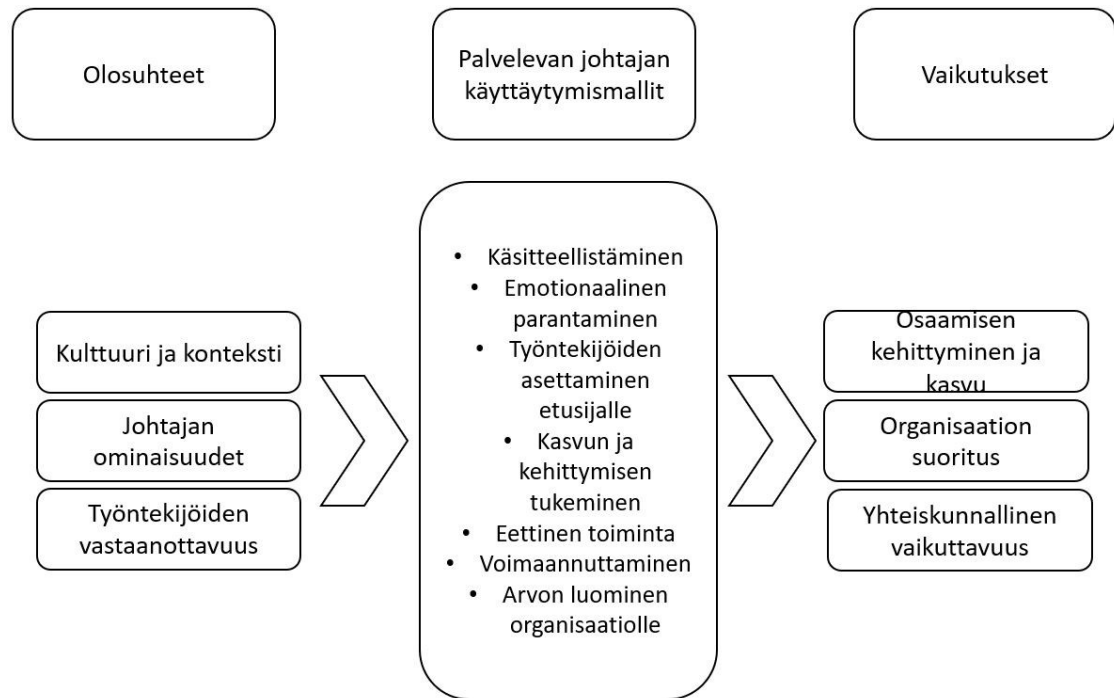 Olosuhteet
Palvelevan johtajan
käyttäytymismallit
Vaikutukset
Kulttuuri ja konteksti
Johtajan
ominaisuudet
Työntekijöiden
vastaanottavuus
• Käsitteellistäminen
• Emotionaalinen
parantaminen
• Työntekijöiden
asettaminen
etusijalle
• Kasvun ja
kehittymisen
tukeminen
• Eettinen toiminta
• Voimaannuttaminen
• Arvon luominen
organisaatiolle
Osaamisen
kehittyminen ja
kasvu
Organisaation
suoritus
Yhteiskunnallinen
vaikuttavuus